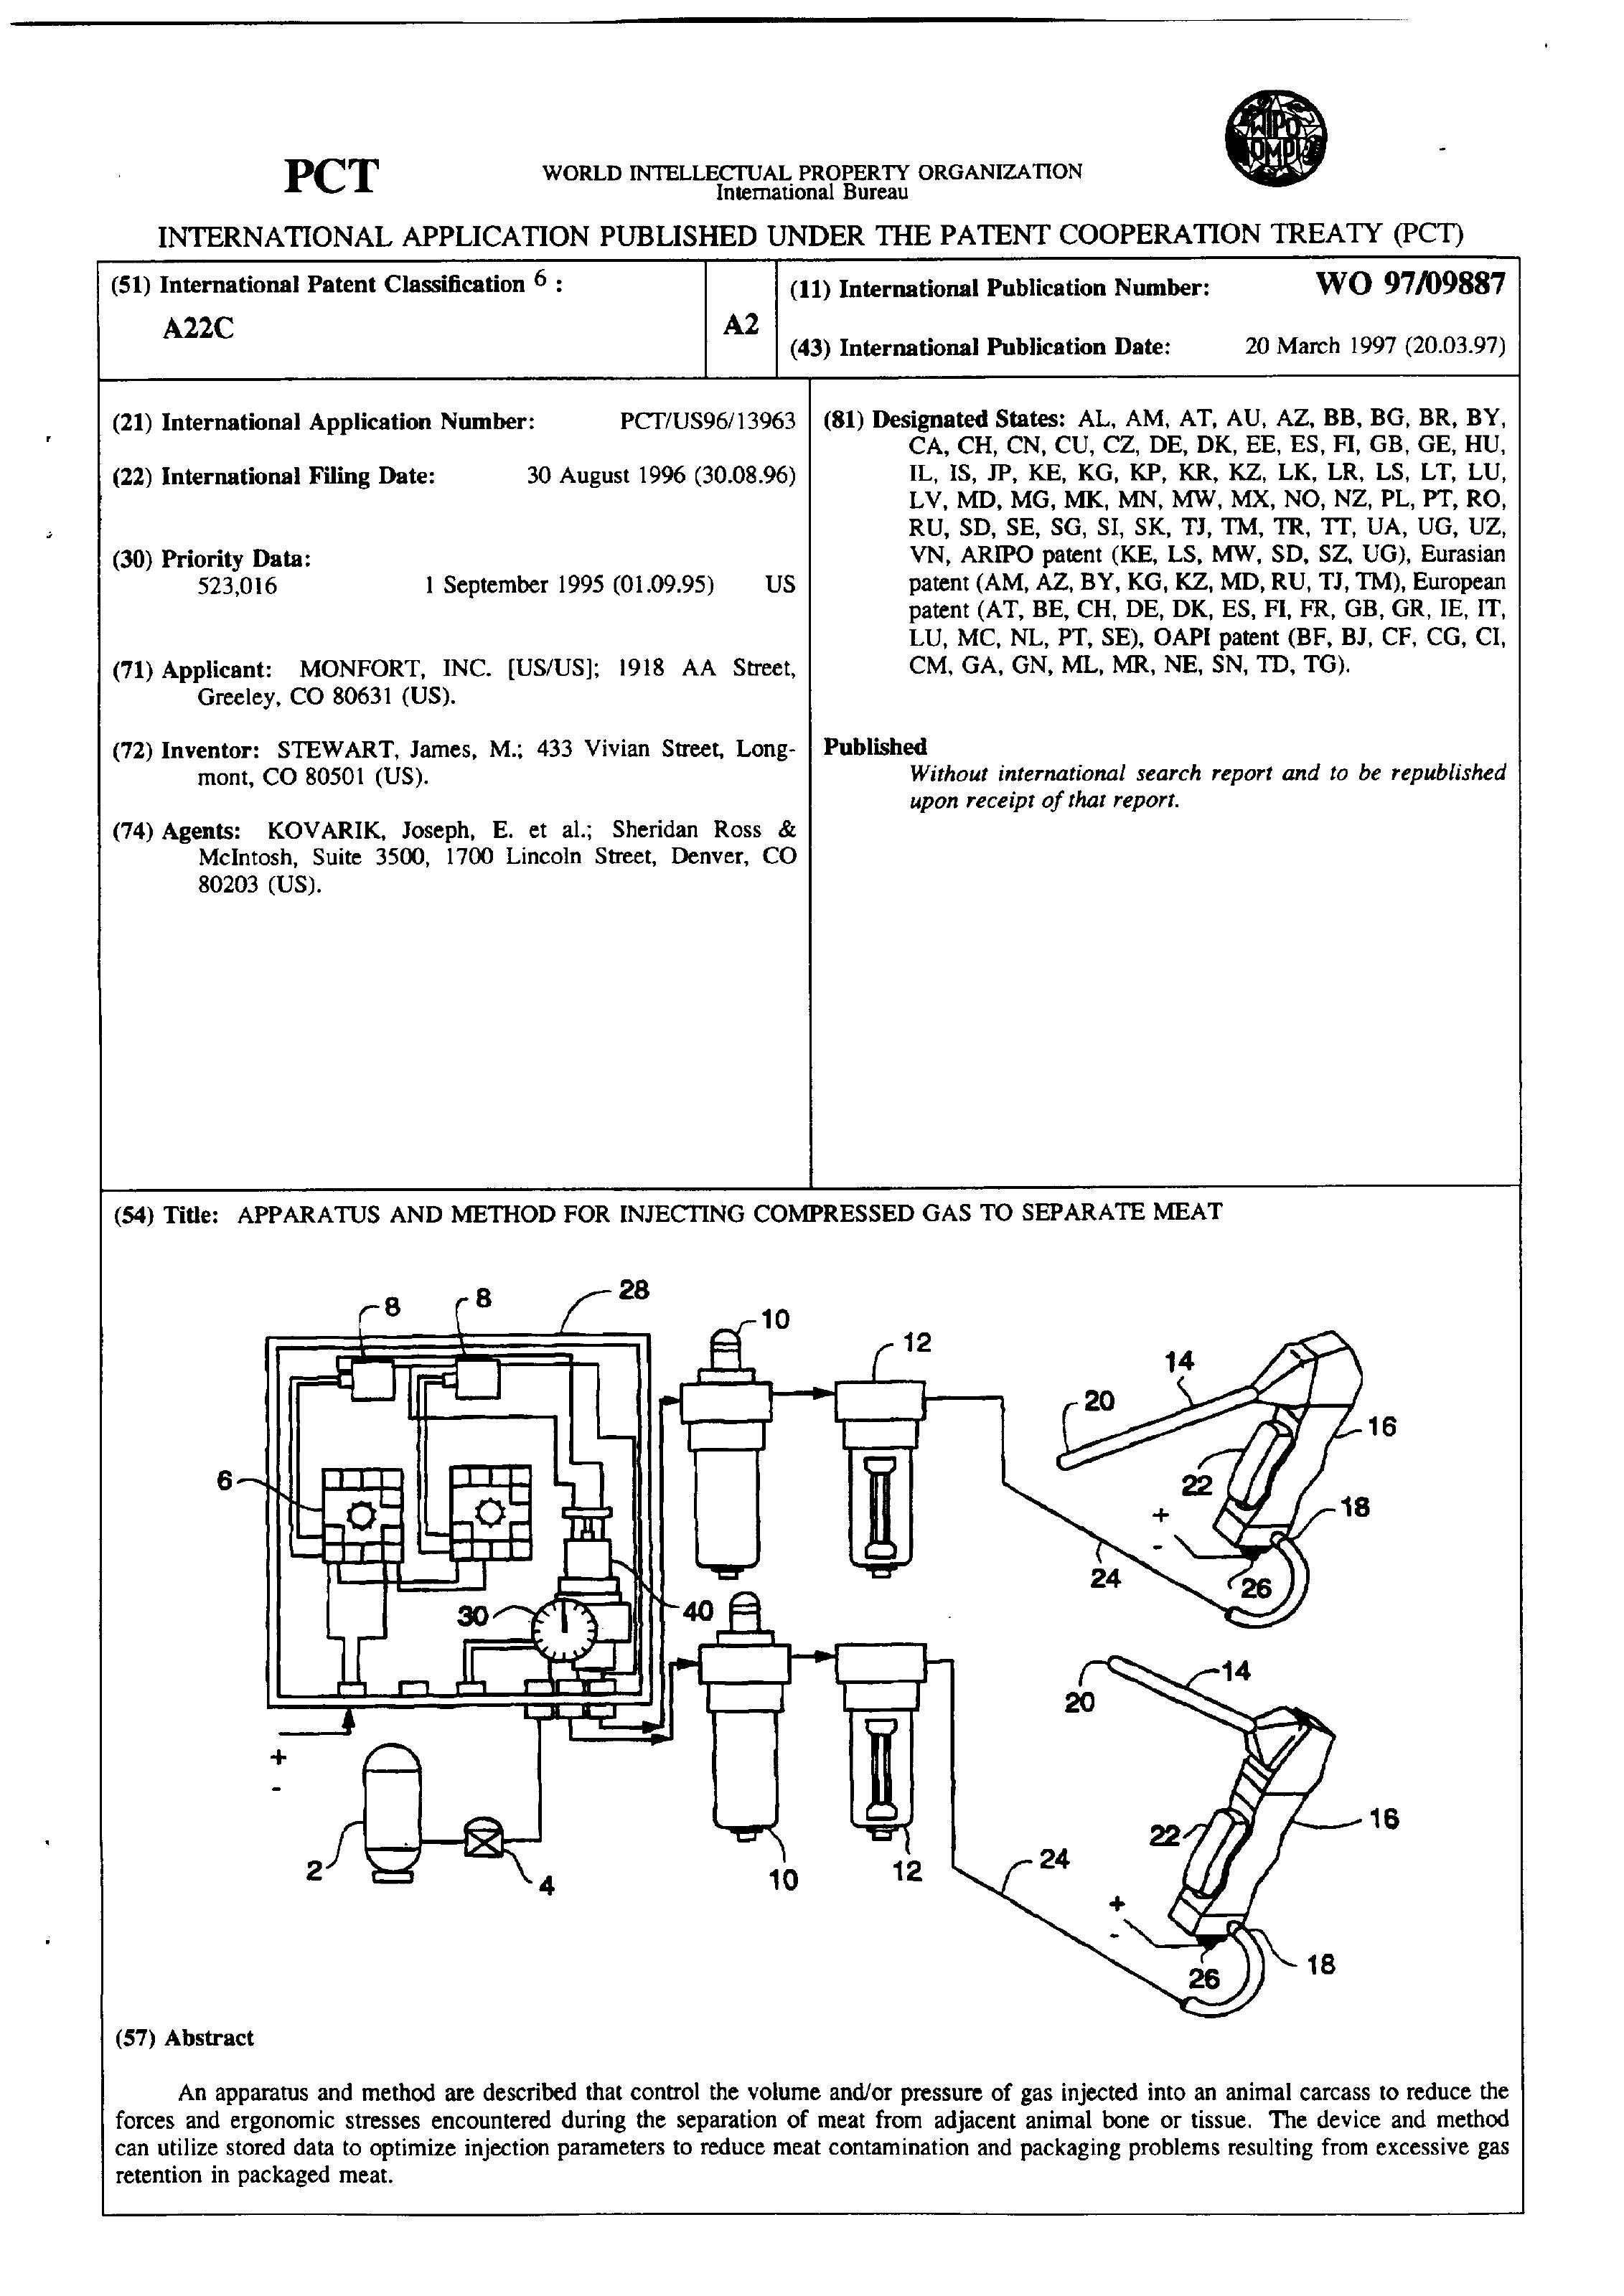 WIPO
OMPI
PCT
WORLD INTELLECTUAL PROPERTY ORGANIZATION
International Bureau
INTERNATIONAL APPLICATION PUBLISHED UNDER THE PATENT COOPERATION TREATY (PCT)
(51) International Patent Classification 6 :
A22C
A2
(11) International Publication Number: WO 97/09887
(43) International Publication Date: 20 March 1997 (20.03.97)
(21) International Application Number: PCT/US96/13963
(22) International Filing Date: 30 August 1996 (30.08.96)
(30) Priority Data:
523,016 1 September 1995 (01.09.95) US
(71) Applicant: MONFORT, INC. [US/US]; 1918 AA Street,
Greeley, CO 80631 (US).
(72) Inventor: STEWART, James, M.; 433 Vivian Street, Long-
mont, CO 80501 (US).
(74) Agents: KOVARIK, Joseph, E. et al.; Sheridan Ross &
McIntosh, Suite 3500, 1700 Lincoln Street, Denver, CO
80203 (US).
(81) Designated States: AL, AM, AT, AU, AZ, BB, BG, BR, BY,
CA, CH, CN, CU, CZ, DE, DK, EE, ES, FI, GB, GE, HU,
IL, IS, JP, KE, KG, KP, KR, KZ, LK, LR, LS, LT, LU,
LV, MD, MG, MK, MN, MW, MX, NO, NZ, PL, PT, RO,
RU, SD, SE, SG, SI, SK, TJ, TM, TR, TT, UA, UG, UZ,
VN, ARIPO patent (KE, LS, MW, SD, SZ, UG), Eurasian
patent (AM, AZ, BY, KG, KZ, MD, RU, TJ, TM), European
patent (AT, BE, CH, DE, DK, ES, FI, FR, GB, GR, IE, IT,
LU, MC, NL, PT, SE), OAPI patent (BF, BJ, CF, CG, CI,
CM, GA, GN, ML, MR, NE, SN, TD, TG).
Published
Without international search report and to be republished
upon receipt of that report.
(54) Title: APPARATUS AND METHOD FOR INJECTING COMPRESSED GAS TO SEPARATE MEAT
8
8
28
10
12
14
20
16
22
6
+
-
18
24
26
30
40
14
20
+
-
2
4
10
12
24
22
16
+
-
26
18
(57) Abstract
An apparatus and method are described that control the volume and/or pressure of gas injected into an animal carcass to reduce the
forces and ergonomic stresses encountered during the separation of meat from adjacent animal bone or tissue. The device and method
can utilize stored data to optimize injection parameters to reduce meat contamination and packaging problems resulting from excessive gas
retention in packaged meat.